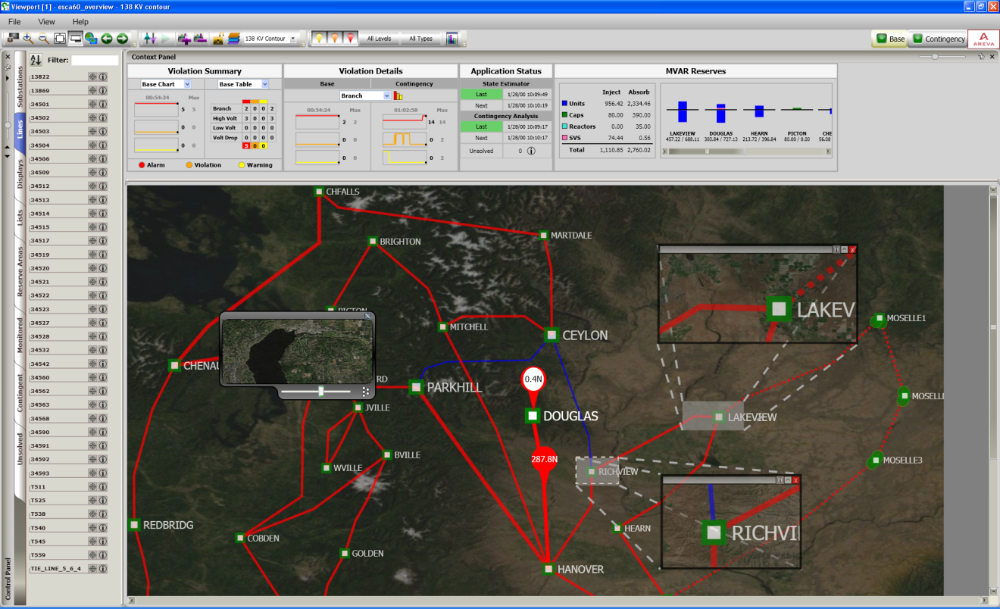 Viewport [1] - esca60_overview - 138 KV contour
File View Help
138 KV Contour
All Levels All Types
Base Contingency
A
AREVA
Filter:
Substations
Lines
Displays
Lists
Reserve Areas
Monitored
Contingent
Unsolved
Control Panel
13822
13869
34501
34502
34503
34504
34506
34509
34512
34513
34514
34515
34517
34519
34520
34521
34522
34523
34527
34528
34532
34542
34560
34562
34563
34568
34590
34591
34592
34593
T511
T525
T538
T540
T545
T559
TIE_LINE_5_6_4
Context Panel
Violation Summary
Base Chart Base Table
00:54:24 Max
5 5
0 0
0 0
Branch 2 0 0 2
High Volt 3 0 0 3
Low Volt 0 0 0 0
Volt Drop 0 0 0 0
5 0 0
Alarm Violation Warning
Violation Details
Base Contingency
Branch
00:54:24 Max 01:02:58 Max
2 2 14 14
0 0 0 2
0 0 0 2
Application Status
State Estimator
Last 1/28/00 10:09:49
Next 1/28/00 10:10:19
Contingency Analysis
Last 1/28/00 10:09:17
Next 1/28/00 10:10:17
Unsolved 0
MVAR Reserves
Inject Absorb
Units 956.42 2,334.46
Caps 80.00 390.00
Reactors 0.00 35.00
SVS 74.44 0.56
Total 1,110.85 2,760.02
LAKEVIEW DOUGLAS HEARN PICTON CHE
457.22 / 688.11 303.84 / 727.13 213.72 / 396.84 80.00 / 0.00 56.08
CHFALLS
MARTDALE
BRIGHTON
PICTON
LAKEV
MOSELLE1
MITCHELL
CEYLON
CHENAU
RD
0.4N
PARKHILL
MOSELL
JVILLE
DOUGLAS
LAKEVIEW
BVILLE
287.8N
MOSELLE3
WVILLE
RICHVIEW
REDBRIDG
HEARN
RICHVI
COBDEN
GOLDEN
HANOVER